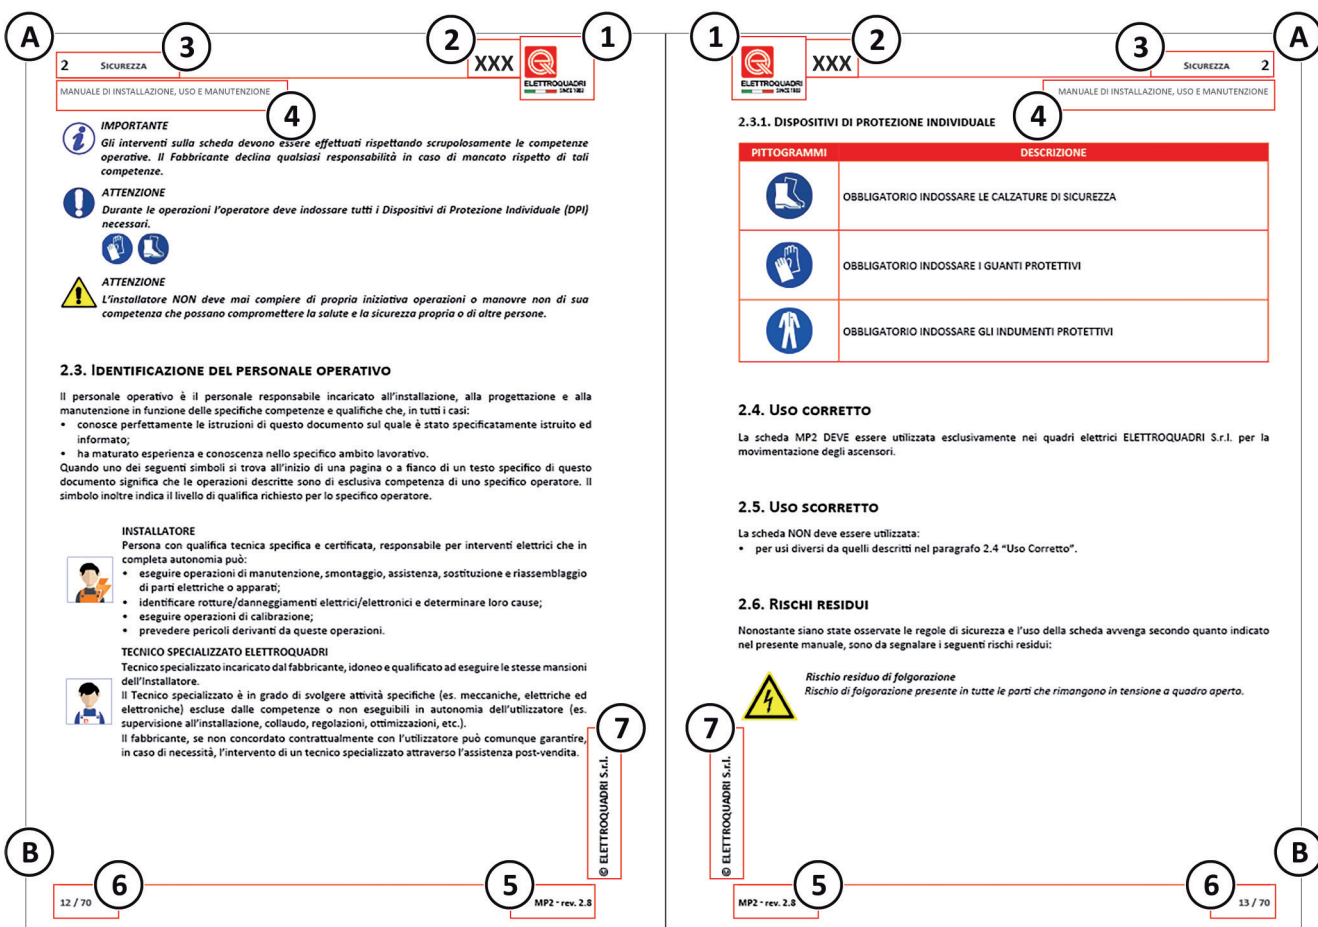 A
3
2
1
2 Sicurezza
XXX
ELETTROQUADRI
SINCE 1982
MANUALE DI INSTALLAZIONE, USO E MANUTENZIONE
4
IMPORTANTE
Gli interventi sulla scheda devono essere effettuati rispettando scrupolosamente le competenze
operative. Il Fabbricante declina qualsiasi responsabilità in caso di mancato rispetto di tali
competenze.
ATTENZIONE
Durante le operazioni l'operatore deve indossare tutti i Dispositivi di Protezione Individuale (DPI)
necessari.
ATTENZIONE
L'installatore NON deve mai compiere di propria iniziativa operazioni o manovre non di sua
competenza che possano compromettere la salute e la sicurezza propria o di altre persone.
2.3. Identificazione del personale operativo
Il personale operativo è il personale responsabile incaricato all'installazione, alla progettazione e alla
manutenzione in funzione delle specifiche competenze e qualifiche che, in tutti i casi:
• conosce perfettamente le istruzioni di questo documento sul quale è stato specificatamente istruito ed
informato;
• ha maturato esperienza e conoscenza nello specifico ambito lavorativo.
Quando uno dei seguenti simboli si trova all'inizio di una pagina o a fianco di un testo specifico di questo
documento significa che le operazioni descritte sono di esclusiva competenza di uno specifico operatore. Il
simbolo inoltre indica il livello di qualifica richiesto per lo specifico operatore.
INSTALLATORE
Persona con qualifica tecnica specifica e certificata, responsabile per interventi elettrici che in
completa autonomia può:
• eseguire operazioni di manutenzione, smontaggio, assistenza, sostituzione e riassemblaggio
di parti elettriche o apparati;
• identificare rotture/danneggiamenti elettrici/elettronici e determinare loro cause;
• eseguire operazioni di calibrazione;
• prevedere pericoli derivanti da queste operazioni.
TECNICO SPECIALIZZATO ELETTROQUADRI
Tecnico specializzato incaricato dal fabbricante, idoneo e qualificato ad eseguire le stesse mansioni
dell'Installatore.
Il Tecnico specializzato è in grado di svolgere attività specifiche (es. meccaniche, elettriche ed
elettroniche) escluse dalle competenze o non eseguibili in autonomia dell'utilizzatore (es.
supervisione all'installazione, collaudo, regolazioni, ottimizzazioni, etc.).
Il fabbricante, se non concordato contrattualmente con l'utilizzatore può comunque garantire,
in caso di necessità, l'intervento di un tecnico specializzato attraverso l'assistenza post-vendita.
7
© ELETTROQUADRI S.r.l.
B
6
5
12 / 70
MP2 - rev. 2.8
1
2
3
A
ELETTROQUADRI
SINCE 1982
XXX
Sicurezza 2
MANUALE DI INSTALLAZIONE, USO E MANUTENZIONE
4
2.3.1. Dispositivi di protezione individuale
PITTOGRAMMI DESCRIZIONE
OBBLIGATORIO INDOSSARE LE CALZATURE DI SICUREZZA
OBBLIGATORIO INDOSSARE I GUANTI PROTETTIVI
OBBLIGATORIO INDOSSARE GLI INDUMENTI PROTETTIVI
2.4. Uso corretto
La scheda MP2 DEVE essere utilizzata esclusivamente nei quadri elettrici ELETTROQUADRI S.r.l. per la
movimentazione degli ascensori.
2.5. Uso scorretto
La scheda NON deve essere utilizzata:
• per usi diversi da quelli descritti nel paragrafo 2.4 "Uso Corretto".
2.6. Rischi residui
Nonostante siano state osservate le regole di sicurezza e l'uso della scheda avvenga secondo quanto indicato
nel presente manuale, sono da segnalare i seguenti rischi residui:
Rischio residuo di folgorazione
Rischio di folgorazione presente in tutte le parti che rimangono in tensione a quadro aperto.
7
© ELETTROQUADRI S.r.l.
B
5
6
MP2 - rev. 2.8
13 / 70